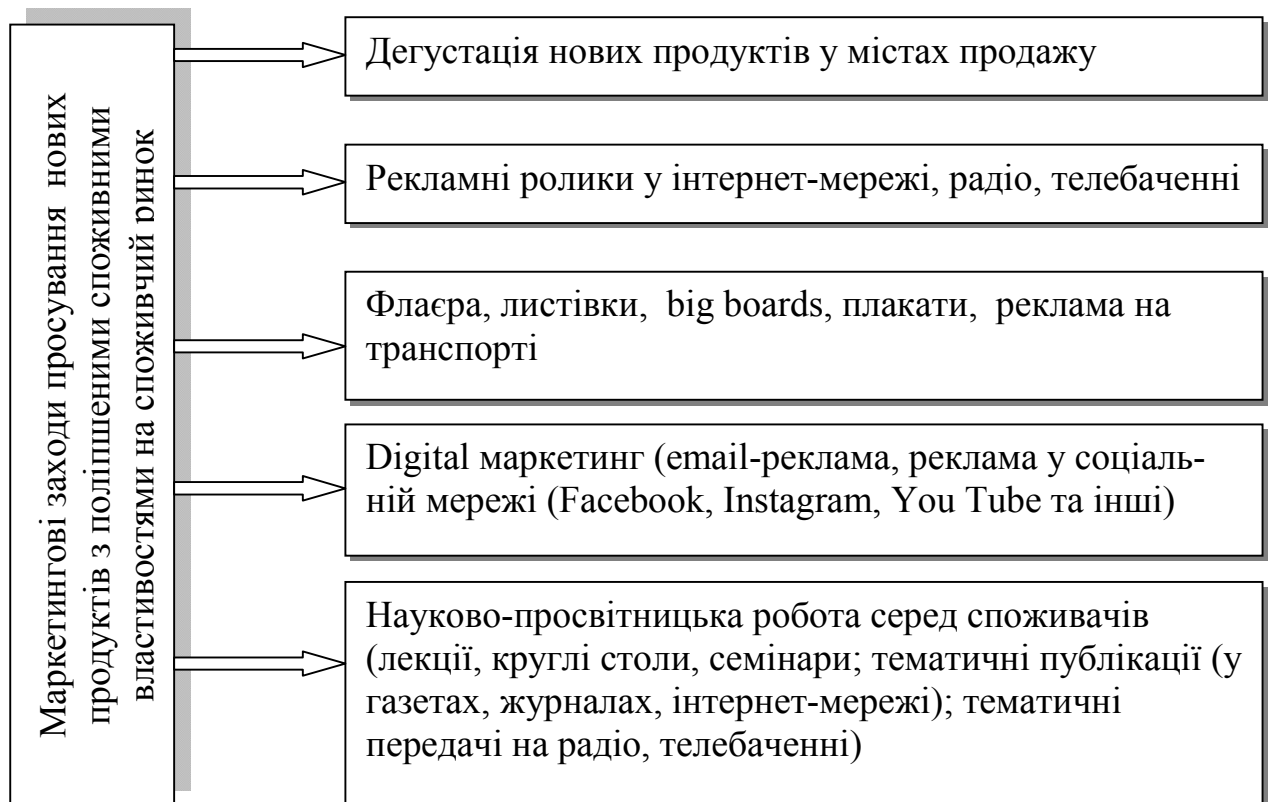 Маркетингові заходи просування нових
продуктів з поліпшеними споживними
властивостями на споживчий ринок
Дегустація нових продуктів у містах продажу
Рекламні ролики у інтернет-мережі, радіо, телебаченні
Флаєра, листівки, big boards, плакати, реклама на
транспорті
Digital маркетинг (email-реклама, реклама у соціаль-
ній мережі (Facebook, Instagram, You Tube та інші)
Науково-просвітницька робота серед споживачів
(лекції, круглі столи, семінари; тематичні публікації (у
газетах, журналах, інтернет-мережі); тематичні
передачі на радіо, телебаченні)